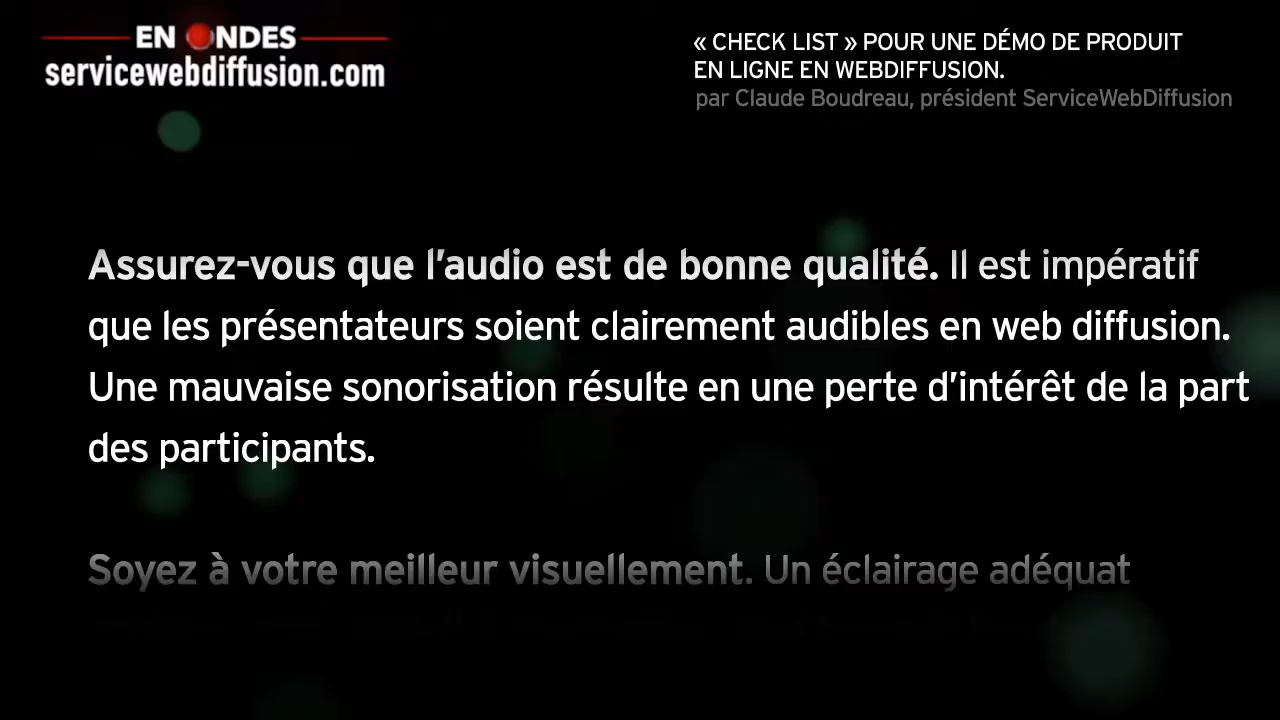 EN ONDES
servicewebdiffusion.com
« CHECK LIST » POUR UNE DÉMO DE PRODUIT
EN LIGNE EN WEBDIFFUSION.
par Claude Boudreau, président ServiceWebDiffusion
Assurez-vous que l'audio est de bonne qualité. Il est impératif
que les présentateurs soient clairement audibles en web diffusion.
Une mauvaise sonorisation résulte en une perte d'intérêt de la part
des participants.
Soyez à votre meilleur visuellement. Un éclairage adéquat